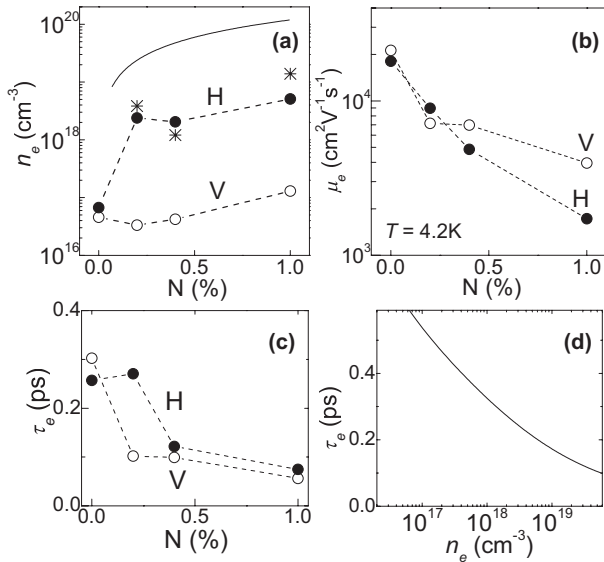 (a)
n_e (cm^-3)
10^20
10^18
10^16
H
V
0.0 0.5 1.0
N (%)
(b)
μ_e (cm^2V^-1s^-1)
10^4
10^3
V
H
T = 4.2K
0.0 0.5 1.0
N (%)
(c)
τ_e (ps)
0.4
0.2
0.0
H
V
0.0 0.5 1.0
N (%)
(d)
τ_e (ps)
0.4
0.2
0.0
10^17 10^18 10^19
n_e (cm^-3)